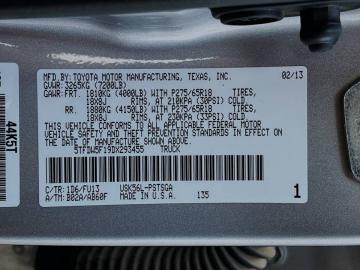 MFD.BY: TOYOTA MOTOR MANUFACTURING, TEXAS, INC. 02/13
GVWR: 3265KG (7200LB)
GAWR: FRT. 1810KG (4000LB) WITH P275/65R18 TIRES,
18X8J RIMS, AT 210KPA (30PSI) COLD.
RR. 1880KG (4150LB) WITH P275/65R18 TIRES,
18X8J RIMS, AT 230KPA (33PSI) COLD.
THIS VEHICLE CONFORMS TO ALL APPLICABLE FEDERAL MOTOR
VEHICLE SAFETY AND THEFT PREVENTION STANDARDS IN EFFECT
ON THE DATE OF MANUFACTURE SHOWN ABOVE.
5TFDW5F19DX293455 TRUCK
C/TR: 1D6/FU13 USK56L-PSTSGA
A/TM: B02A/AB60F MADE IN U.S.A. 135 1
44K5T